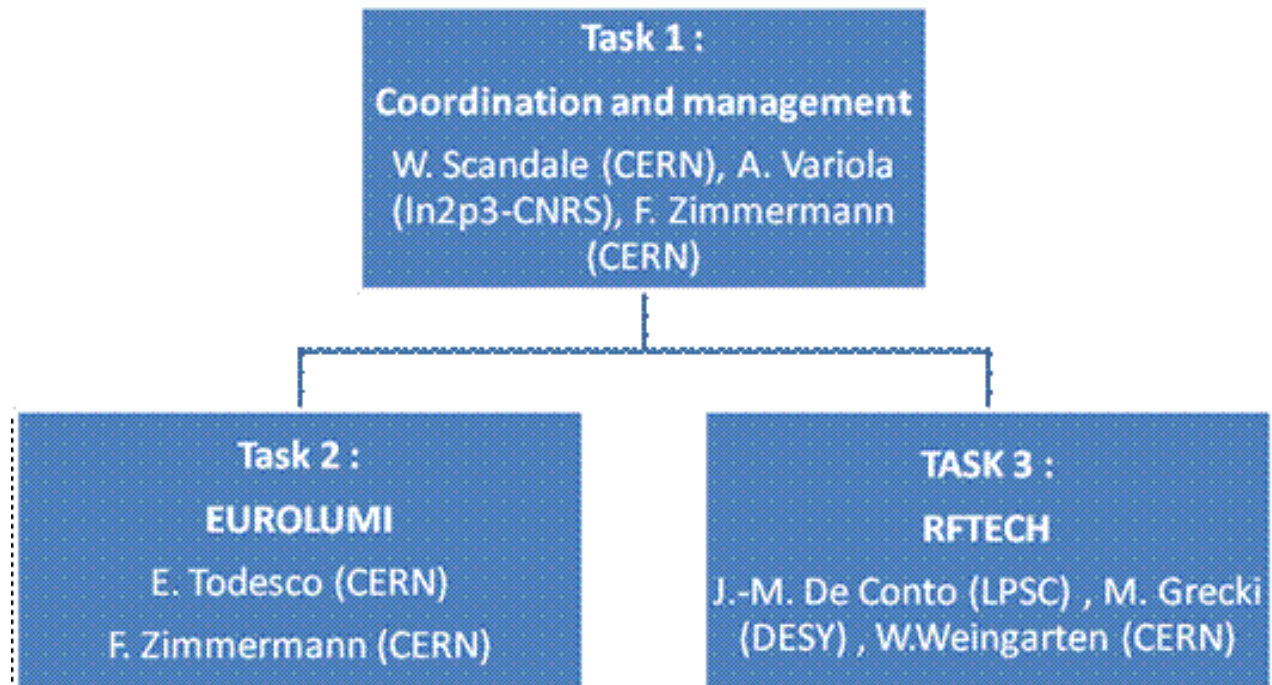 Task 1 :
Coordination and management
W. Scandale (CERN), A. Variola
(In2p3-CNRS), F. Zimmermann
(CERN)
Task 2 :
EUROLUMI
E. Todesco (CERN)
F. Zimmermann (CERN)
TASK 3 :
RFTECH
J.-M. De Conto (LPSC) , M. Grecki
(DESY) , W.Weingarten (CERN)